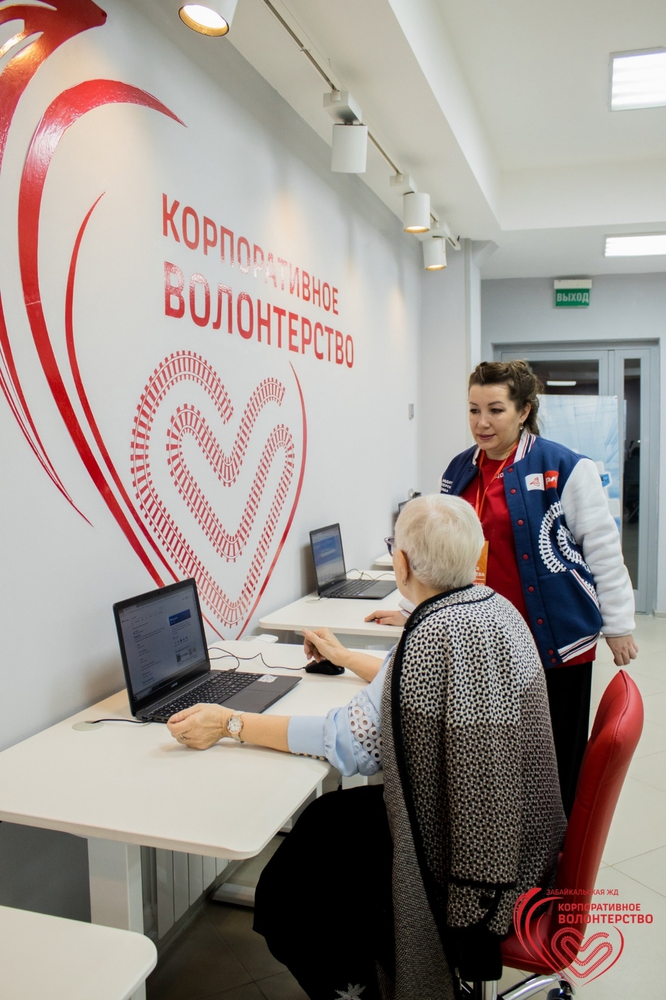 КОРПОРАТИВНОЕ
ВОЛОНТЕРСТВО
ВЫХОД
ЗАБАЙКАЛЬСКАЯ ЖД
КОРПОРАТИВНОЕ
ВОЛОНТЕРСТВО